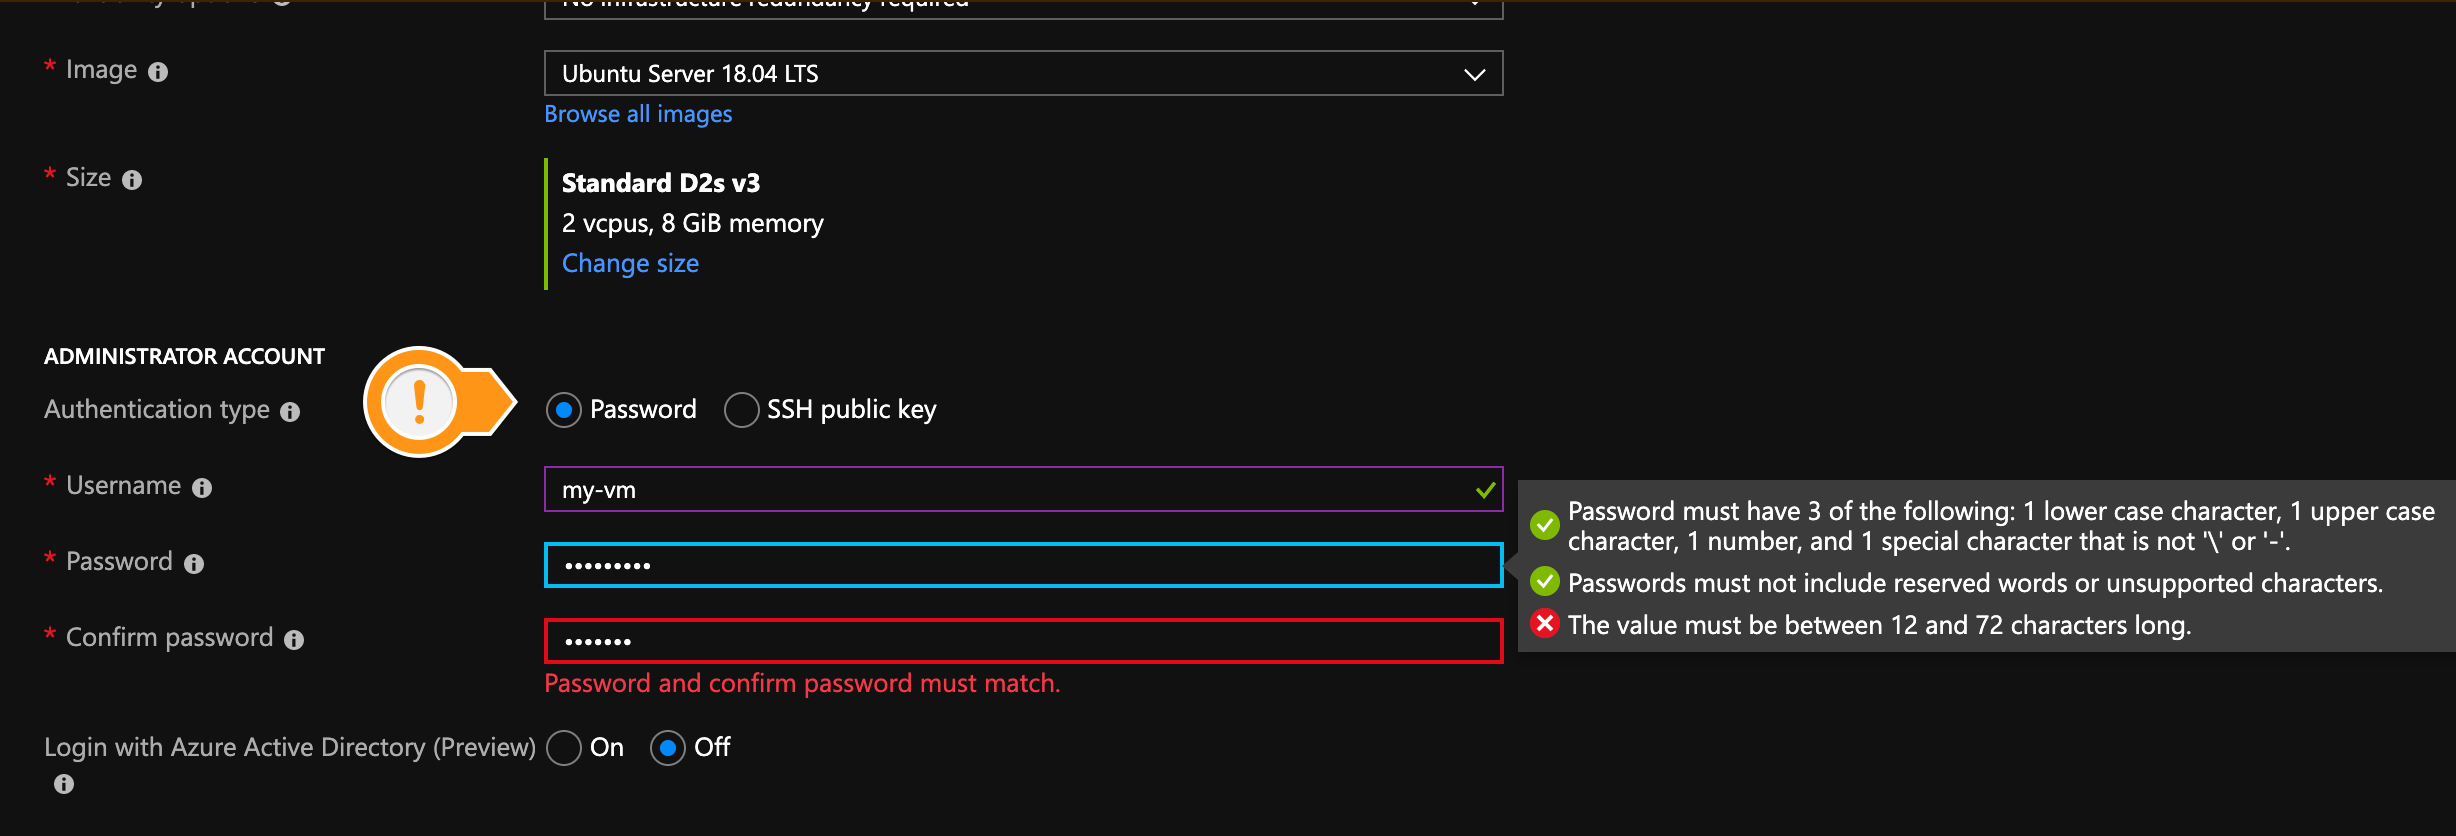 No infrastructure redundancy required
* Image
Ubuntu Server 18.04 LTS
Browse all images
* Size
Standard D2s v3
2 vcpus, 8 GiB memory
Change size
ADMINISTRATOR ACCOUNT
Authentication type
Password SSH public key
* Username
my-vm
* Password
•••••••••
Password must have 3 of the following: 1 lower case character, 1 upper case
character, 1 number, and 1 special character that is not '\' or '-'.
Passwords must not include reserved words or unsupported characters.
The value must be between 12 and 72 characters long.
* Confirm password
•••••••
Password and confirm password must match.
Login with Azure Active Directory (Preview)
On Off